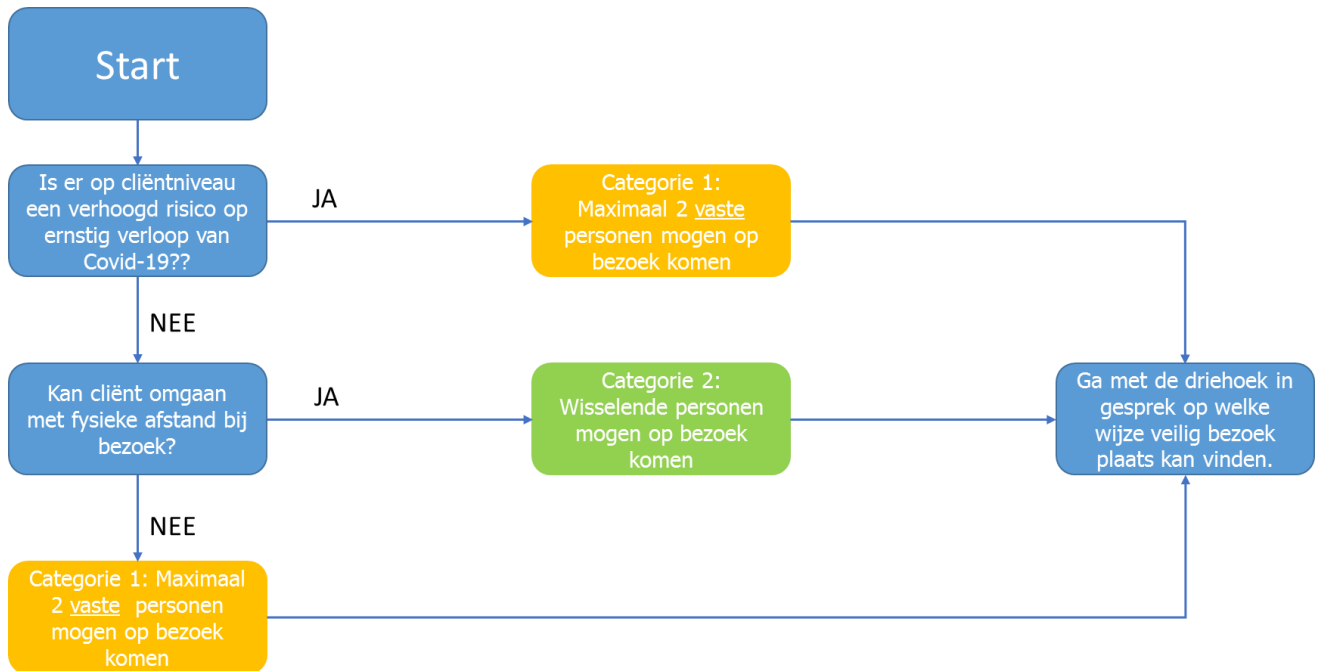 Start
Is er op cliëntniveau
een verhoogd risico op
ernstig verloop van
Covid-19??
JA
Categorie 1:
Maximaal 2 vaste
personen mogen op
bezoek komen
NEE
Kan cliënt omgaan
met fysieke afstand bij
bezoek?
JA
Categorie 2:
Wisselende personen
mogen op bezoek
komen
Ga met de driehoek in
gesprek op welke
wijze veilig bezoek
plaats kan vinden.
NEE
Categorie 1: Maximaal
2 vaste personen
mogen op bezoek
komen